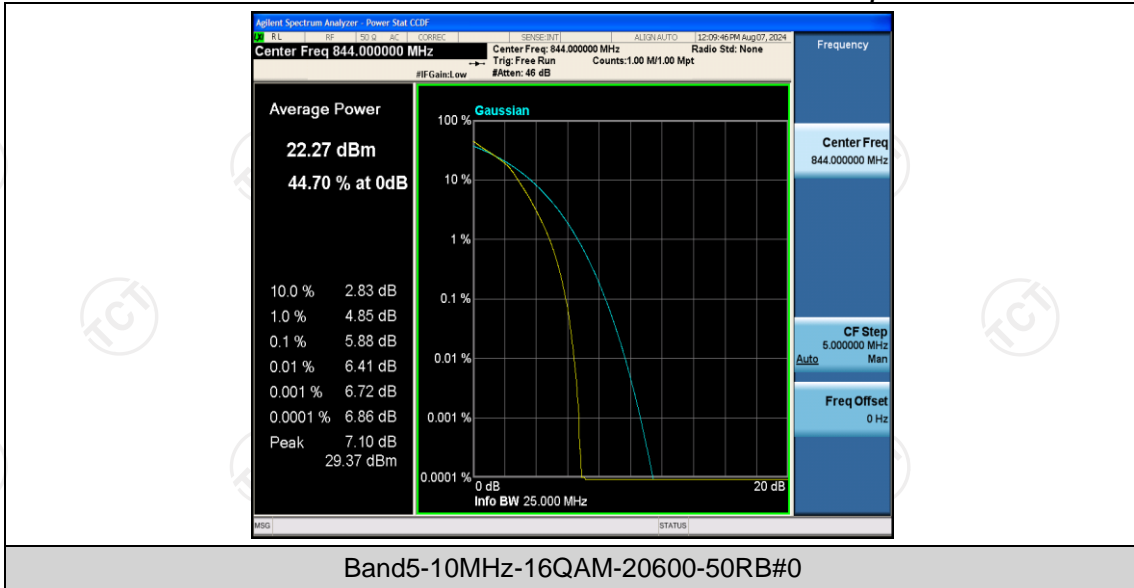 Agilent Spectrum Analyzer - Power Stat CCDF
LXI RL RF 50 Ω AC CORREC SENSE:INT ALIGN AUTO 12:09:46 PM Aug 07, 2024
Center Freq 844.000000 MHz
Center Freq: 844.000000 MHz Radio Std: None
Trig: Free Run Counts:1.00 M/1.00 Mpt
#IFGain:Low #Atten: 46 dB
Frequency
Average Power
22.27 dBm
44.70 % at 0dB
10.0 % 2.83 dB
1.0 % 4.85 dB
0.1 % 5.88 dB
0.01 % 6.41 dB
0.001 % 6.72 dB
0.0001 % 6.86 dB
Peak 7.10 dB
29.37 dBm
Gaussian
100 %
10 %
1 %
0.1 %
0.01 %
0.001 %
0.0001 %
0 dB 20 dB
Info BW 25.000 MHz
Center Freq
844.000000 MHz
CF Step
5.000000 MHz
Auto Man
Freq Offset
0 Hz
MSG STATUS
TCT
TCT
Band5-10MHz-16QAM-20600-50RB#0